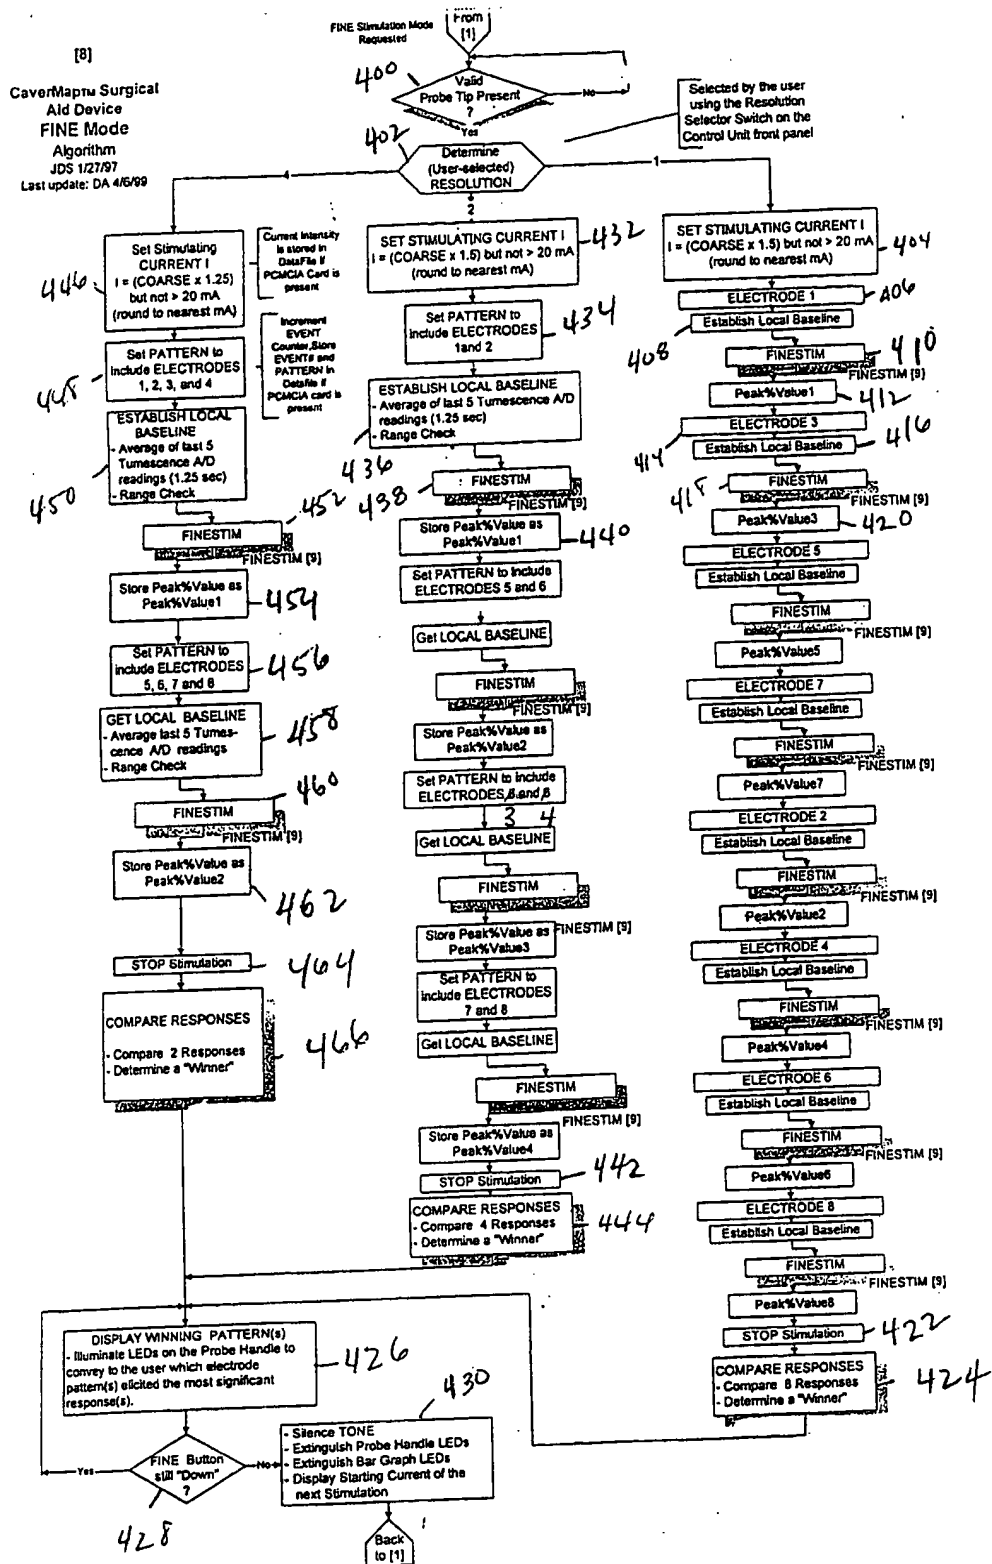 [8]
CaverMap™ Surgical
Aid Device
FINE Mode
Algorithm
JDS 1/27/97
Last update: DA 4/6/99
FINE Stimulation Mode
Requested
From
[1]
400
Valid
Probe Tip Present
?
No
Yes
Selected by the user
using the Resolution
Selector Switch on the
Control Unit front panel
402
Determine
(User-selected)
RESOLUTION
4
2
1
Set Stimulating
CURRENT I
I = (COARSE x 1.25)
but not > 20 mA
(round to nearest mA)
446
Current Intensity
is stored in
DataFile if
PCMCIA Card is
present
Set PATTERN to
include ELECTRODES
1, 2, 3, and 4
448
Increment
EVENT
Counter,Store
EVENT# and
PATTERN in
Datafile if
PCMCIA card is
present
ESTABLISH LOCAL
BASELINE
- Average of last 5
Tumescence A/D
readings (1.25 sec)
- Range Check
450
FINESTIM
452
FINESTIM [9]
Store Peak%Value as
Peak%Value1
454
Set PATTERN to
include ELECTRODES
5, 6, 7 and 8
456
GET LOCAL BASELINE
- Average last 5 Tumes-
cence A/D readings
- Range Check
458
FINESTIM
460
FINESTIM [9]
Store Peak%Value as
Peak%Value2
462
STOP Stimulation
464
COMPARE RESPONSES
- Compare 2 Responses
- Determine a "Winner"
466
SET STIMULATING CURRENT I
I = (COARSE x 1.5) but not > 20 mA
(round to nearest mA)
432
Set PATTERN to
include ELECTRODES
1and 2
434
ESTABLISH LOCAL BASELINE
- Average of last 5 Tumescence A/D
readings (1.25 sec)
- Range Check
436
438
FINESTIM
FINESTIM [9]
Store Peak%Value as
Peak%Value1
440
Set PATTERN to include
ELECTRODES 5 and 6
Get LOCAL BASELINE
FINESTIM
FINESTIM [9]
Store Peak%Value as
Peak%Value2
Set PATTERN to include
ELECTRODES and
3 4
Get LOCAL BASELINE
FINESTIM
FINESTIM [9]
Store Peak%Value as
Peak%Value3
Set PATTERN to
include ELECTRODES
7 and 8
Get LOCAL BASELINE
FINESTIM
FINESTIM [9]
Store Peak%Value as
Peak%Value4
STOP Stimulation
442
COMPARE RESPONSES
- Compare 4 Responses
- Determine a "Winner"
444
SET STIMULATING CURRENT I
I = (COARSE x 1.5) but not > 20 mA
(round to nearest mA)
404
ELECTRODE 1
406
Establish Local Baseline
408
FINESTIM
410
FINESTIM [9]
Peak%Value1
412
ELECTRODE 3
414
Establish Local Baseline
416
FINESTIM
418
FINESTIM [9]
Peak%Value3
420
ELECTRODE 5
Establish Local Baseline
FINESTIM
FINESTIM [9]
Peak%Value5
ELECTRODE 7
Establish Local Baseline
FINESTIM
FINESTIM [9]
Peak%Value7
ELECTRODE 2
Establish Local Baseline
FINESTIM
FINESTIM [9]
Peak%Value2
ELECTRODE 4
Establish Local Baseline
FINESTIM
FINESTIM [9]
Peak%Value4
ELECTRODE 6
Establish Local Baseline
FINESTIM
FINESTIM [9]
Peak%Value6
ELECTRODE 8
Establish Local Baseline
FINESTIM
FINESTIM [9]
Peak%Value8
STOP Stimulation
422
COMPARE RESPONSES
- Compare 8 Responses
- Determine a "Winner"
424
DISPLAY WINNING PATTERN(s)
- Illuminate LEDs on the Probe Handle to
convey to the user which electrode
pattern(s) elicited the most significant
response(s).
426
FINE Button
still "Down"
?
Yes
No
428
430
- Silence TONE
- Extinguish Probe Handle LEDs
- Extinguish Bar Graph LEDs
- Display Starting Current of the
next Stimulation
Back
to [1]